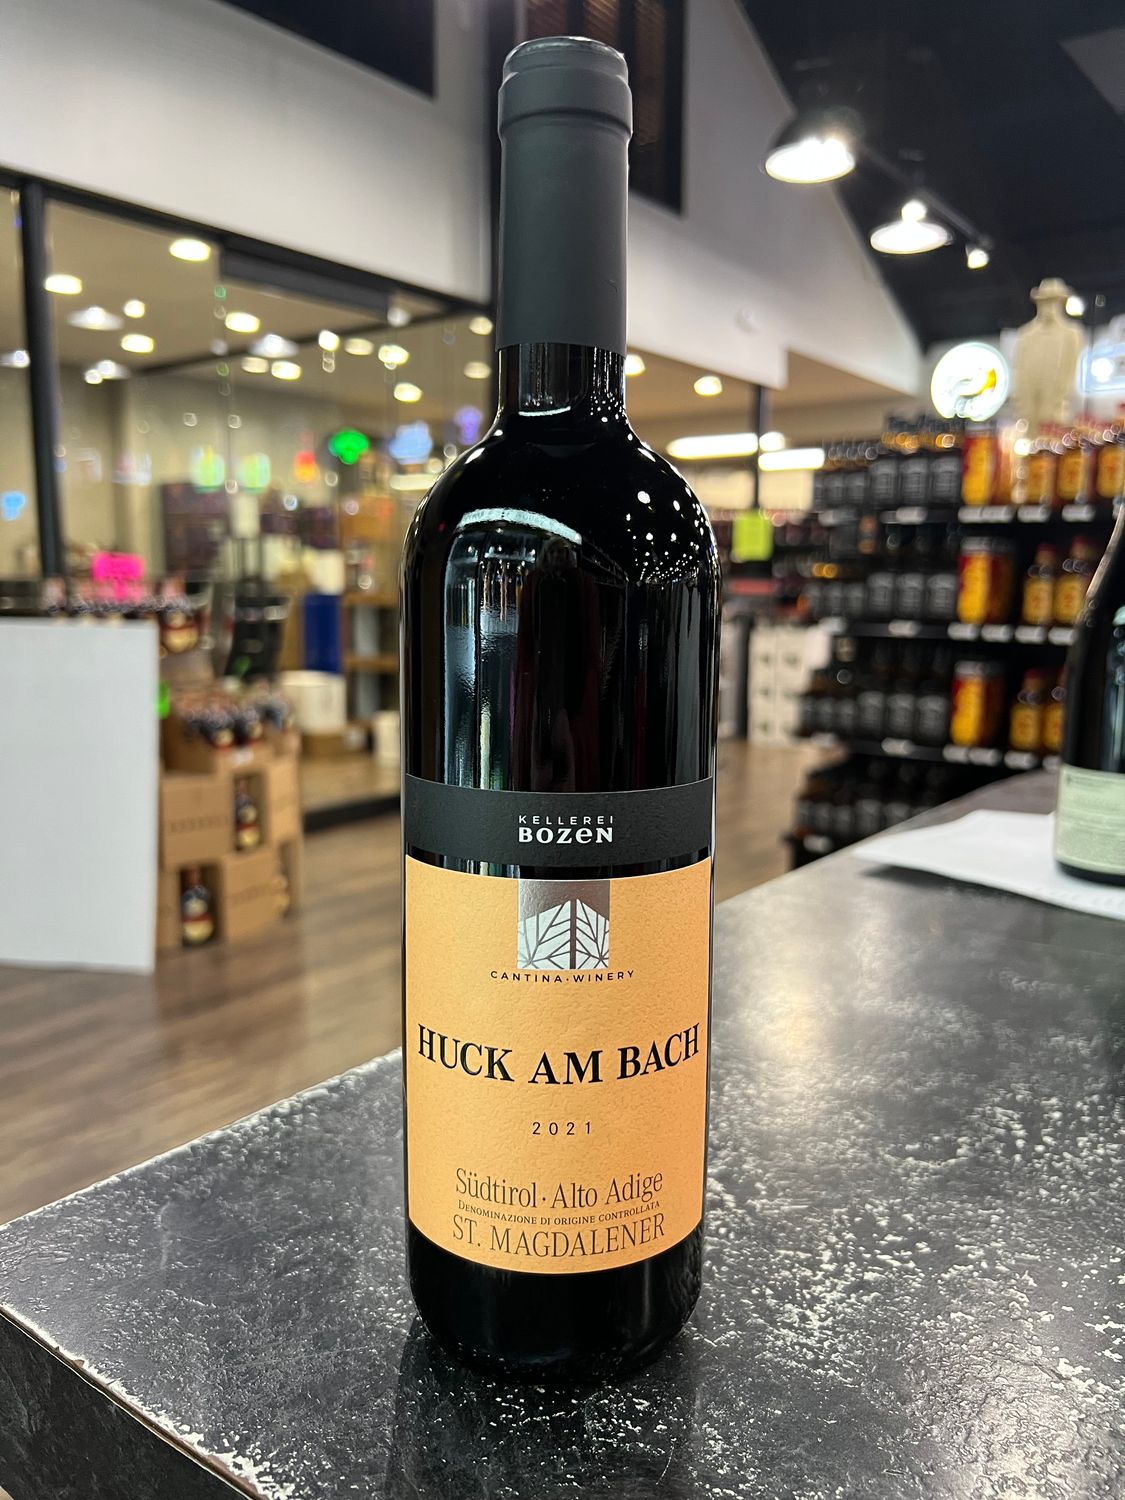 KELLEREI
BOZEN
CANTINA·WINERY
HUCK AM BACH
2021
Südtirol · Alto Adige
DENOMINAZIONE DI ORIGINE CONTROLLATA
ST. MAGDALENER